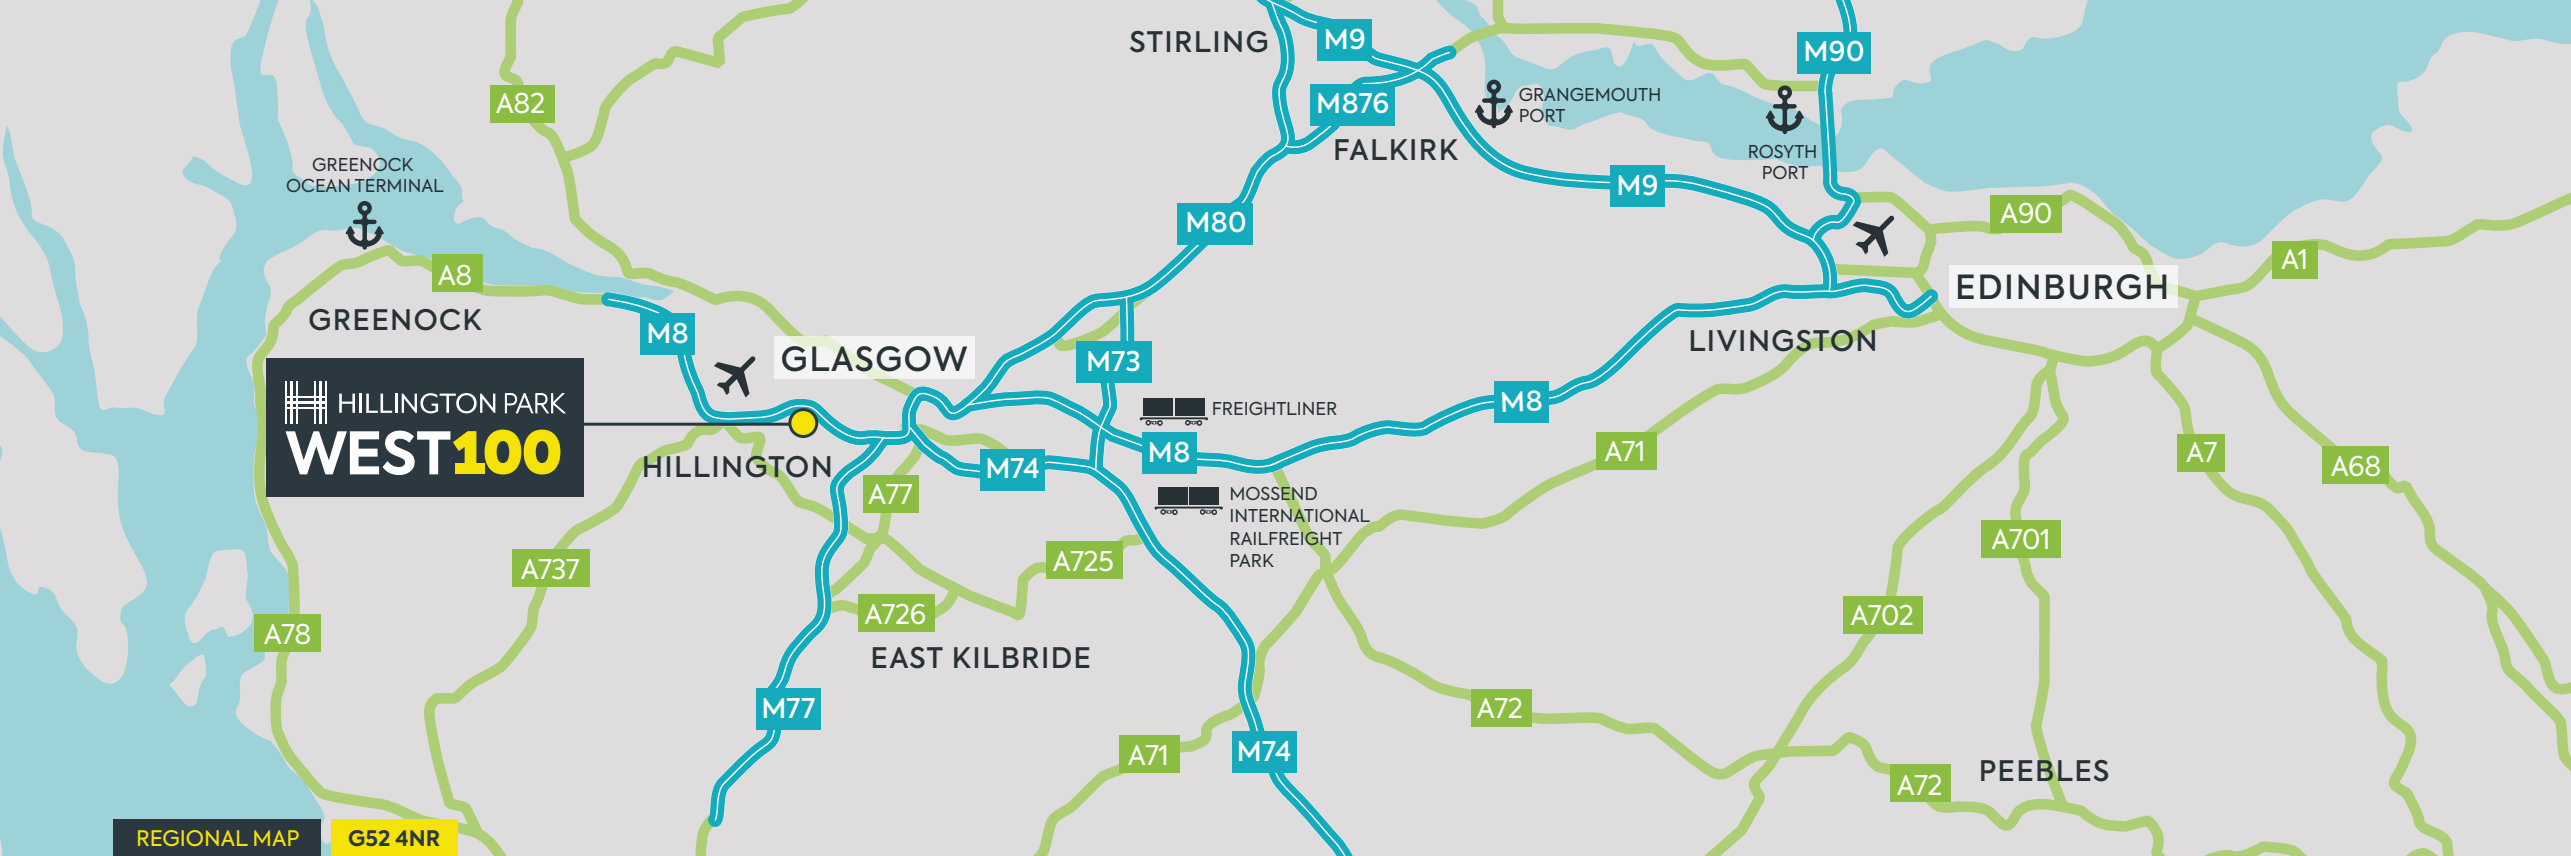 STIRLING
M9
M90
A82
M876
GRANGEMOUTH
PORT
FALKIRK
ROSYTH
PORT
GREENOCK
OCEAN TERMINAL
M9
M80
A90
A8
A1
EDINBURGH
GREENOCK
M8
GLASGOW
M73
LIVINGSTON
HILLINGTON PARK
WEST100
FREIGHTLINER
M8
HILLINGTON
M74
M8
A71
A7
A68
A77
MOSSEND
INTERNATIONAL
RAILFREIGHT
PARK
A701
A737
A725
A726
A702
A78
EAST KILBRIDE
M77
A72
A71
M74
A72
PEEBLES
REGIONAL MAP
G52 4NR